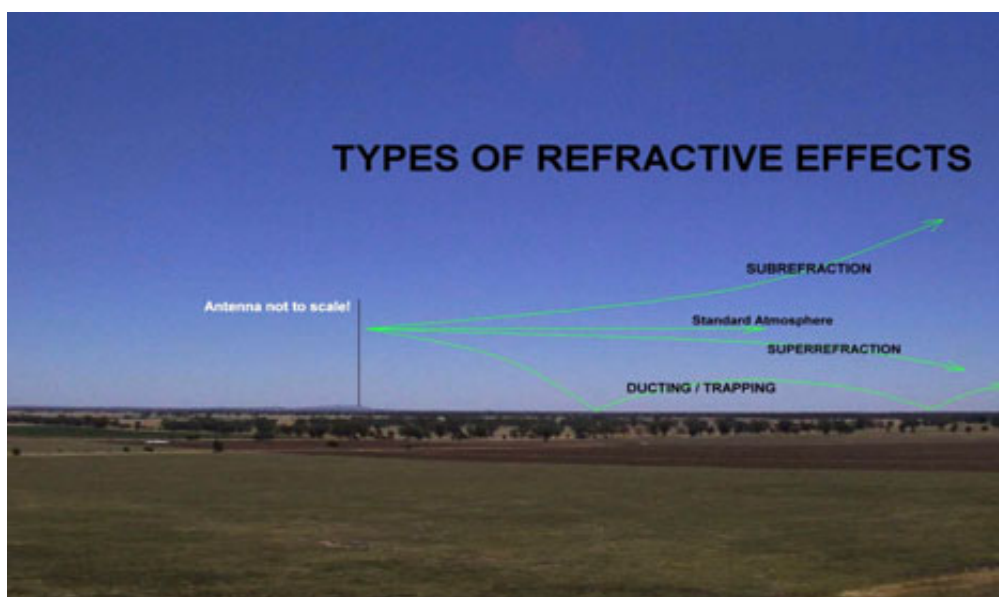 TYPES OF REFRACTIVE EFFECTS
SUBREFRACTION
Antenna not to scale!
Standard Atmosphere
SUPERREFRACTION
DUCTING / TRAPPING